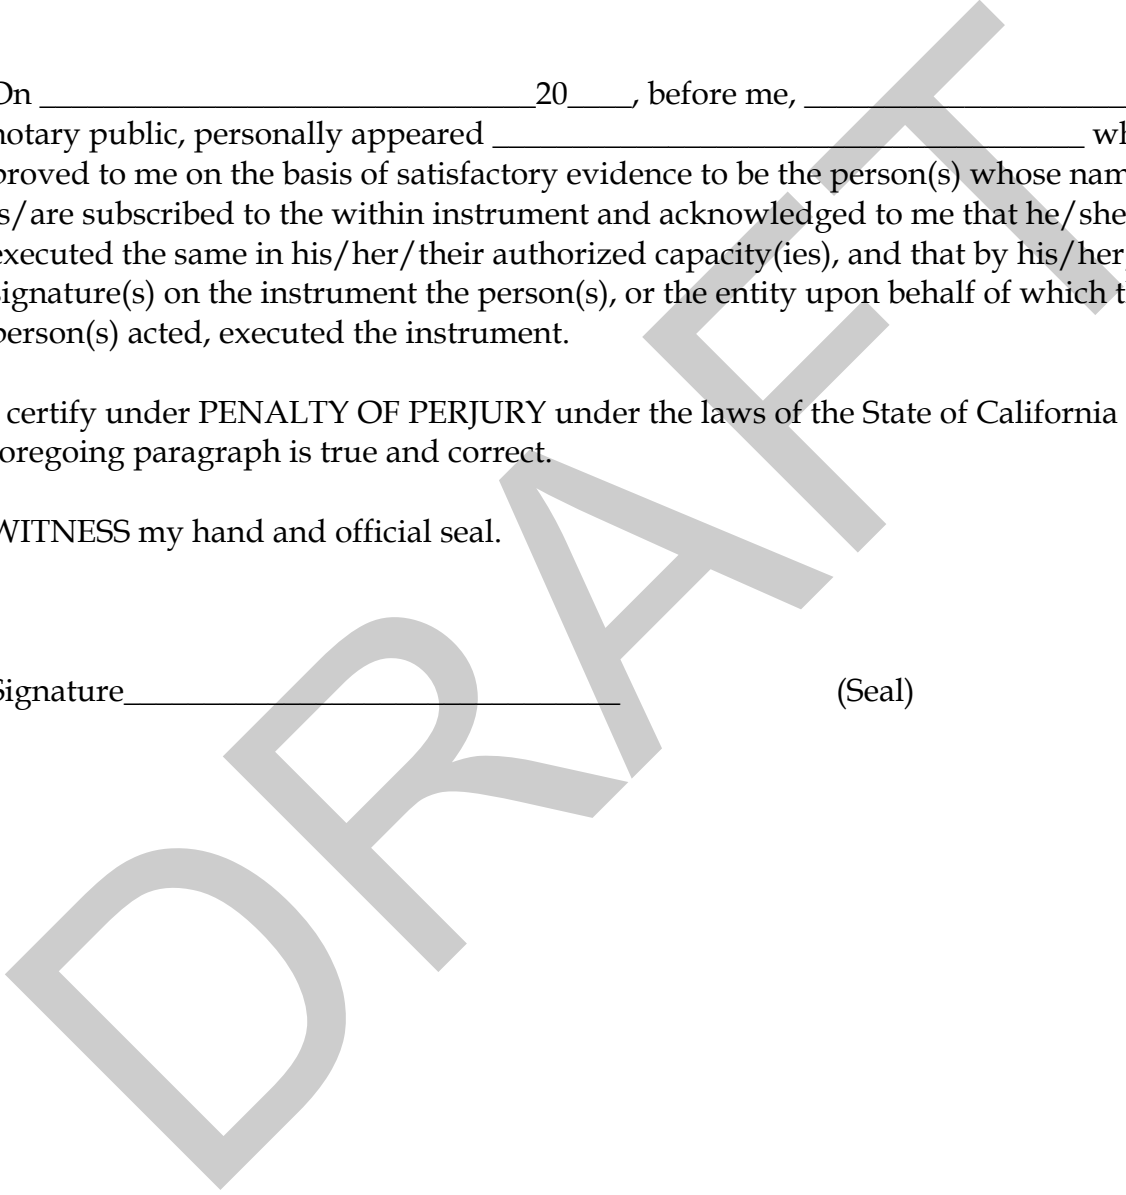 On _______________________________20____, before me, ____________________
notary public, personally appeared _____________________________________ wh
proved to me on the basis of satisfactory evidence to be the person(s) whose nam
is/are subscribed to the within instrument and acknowledged to me that he/she
executed the same in his/her/their authorized capacity(ies), and that by his/her/
signature(s) on the instrument the person(s), or the entity upon behalf of which t
person(s) acted, executed the instrument.
certify under PENALTY OF PERJURY under the laws of the State of California
foregoing paragraph is true and correct.
WITNESS my hand and official seal.
Signature_______________________________ (Seal)
DRAFT